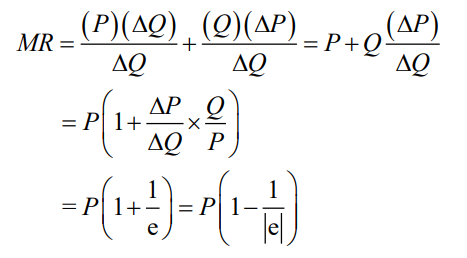 MR = (P)(ΔQ)/ΔQ + (Q)(ΔP)/ΔQ = P + Q (ΔP)/ΔQ
= P(1 + ΔP/ΔQ × Q/P)
= P(1 + 1/e) = P(1 − 1/|e|)